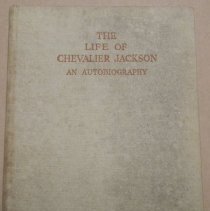 THE
LIFE OF
CHEVALIER JACKSON
AN AUTOBIOGRAPHY